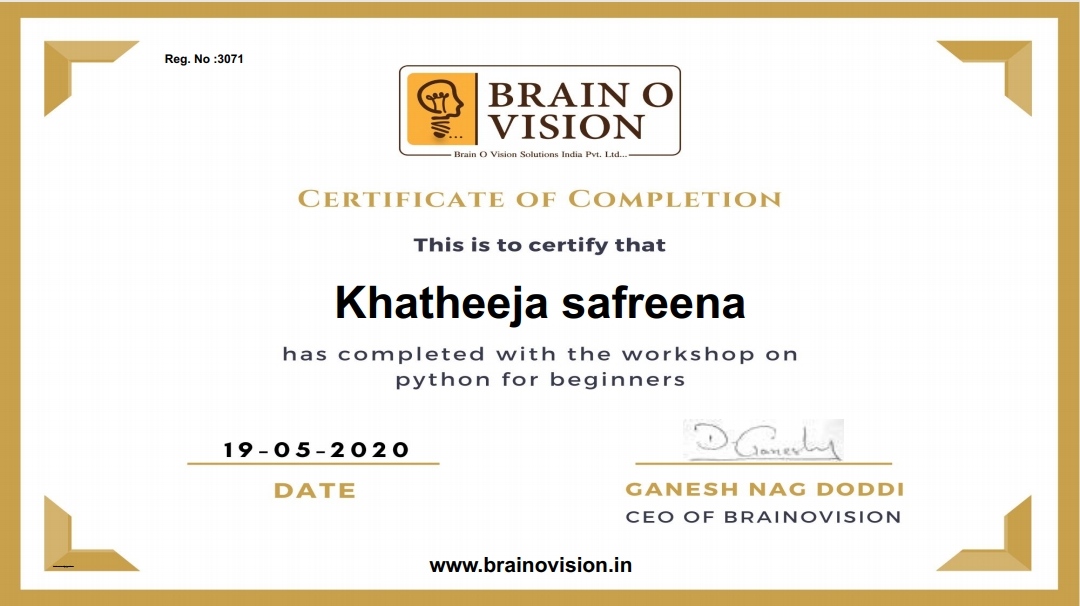 Reg. No :3071
BRAIN O
VISION
Brain O Vision Solutions India Pvt. Ltd...
CERTIFICATE OF COMPLETION
This is to certify that
Khatheeja safreena
has completed with the workshop on
python for beginners
19-05-2020
D. Ganesh
DATE
GANESH NAG DODDI
CEO OF BRAINOVISION
www.brainovision.in